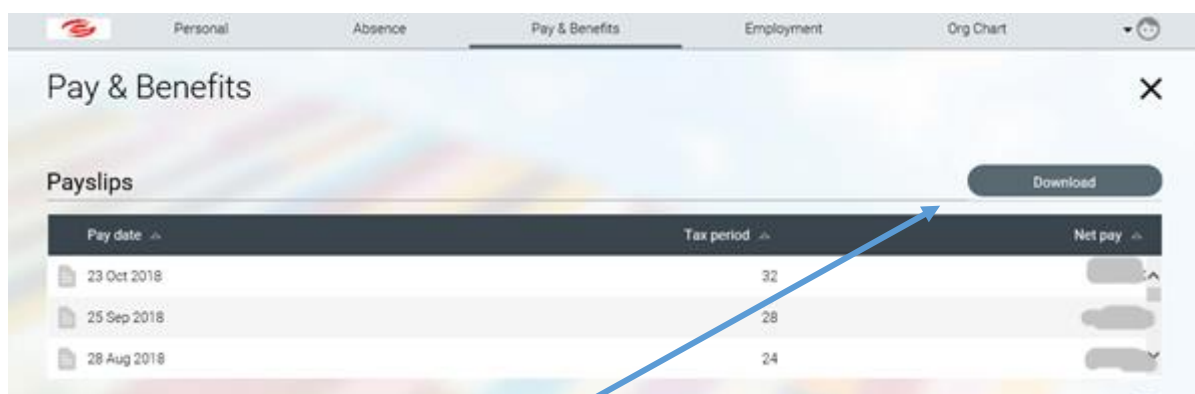 Personal Absence Pay & Benefits Employment Org Chart
Pay & Benefits
Payslips
Download
Pay date Tax period Net pay
23 Oct 2018 32
25 Sep 2018 28
28 Aug 2018 24